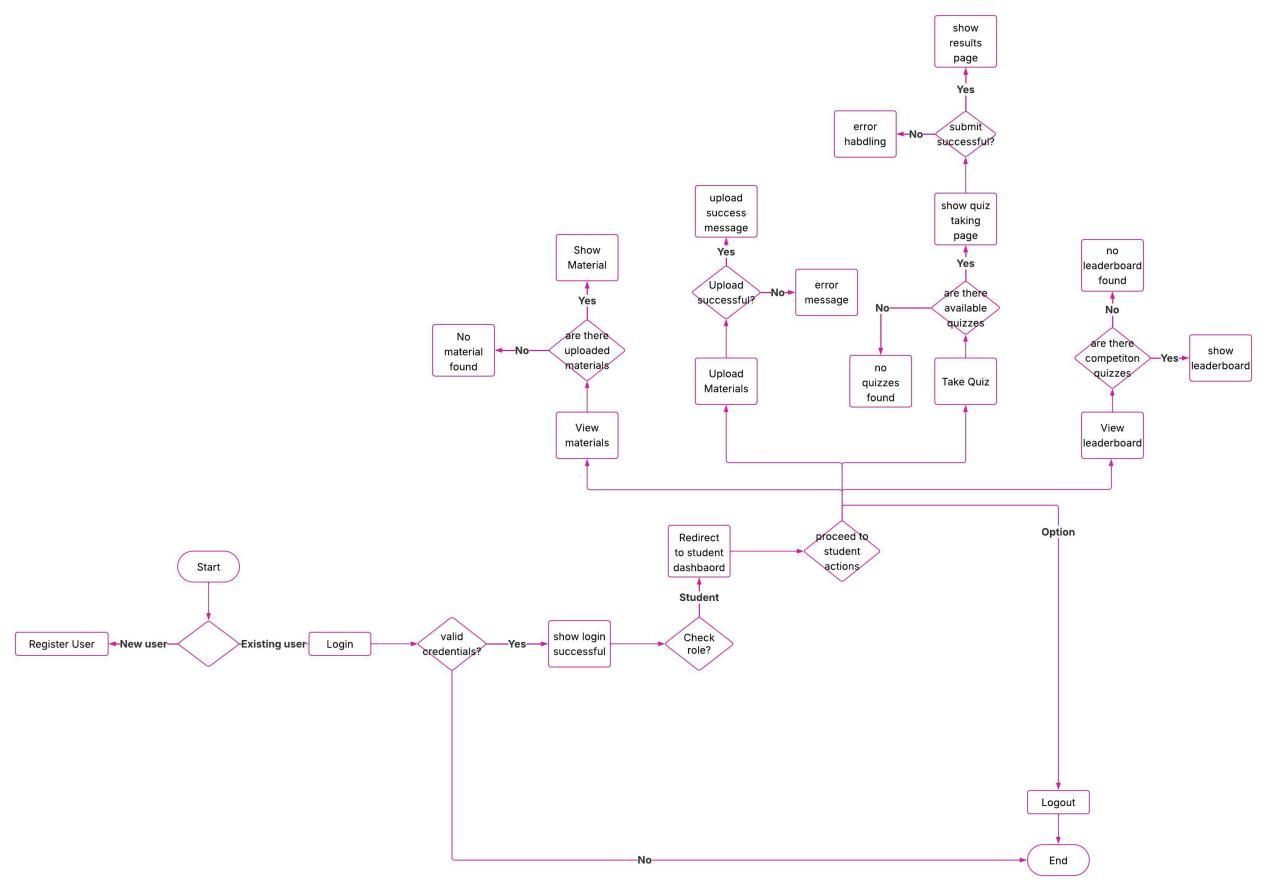 show
results
page
Yes
error
habdling
No
submit
successful?
upload
success
message
show quiz
taking
page
Show
Material
Yes
Yes
no
leaderboard
found
Upload
successful?
No
error
message
are there
available
quizzes
No
Yes
No
No
material
found
No
are there
uploaded
materials
are there
competiton
quizzes
Yes
show
leaderboard
Upload
Materials
no
quizzes
found
Take Quiz
View
materials
View
leaderboard
Option
Redirect
to student
dashbaord
proceed to
student
actions
Start
Student
Register User
New user
Existing user
Login
valid
credentials?
Yes
show login
successful
Check
role?
Logout
No
End